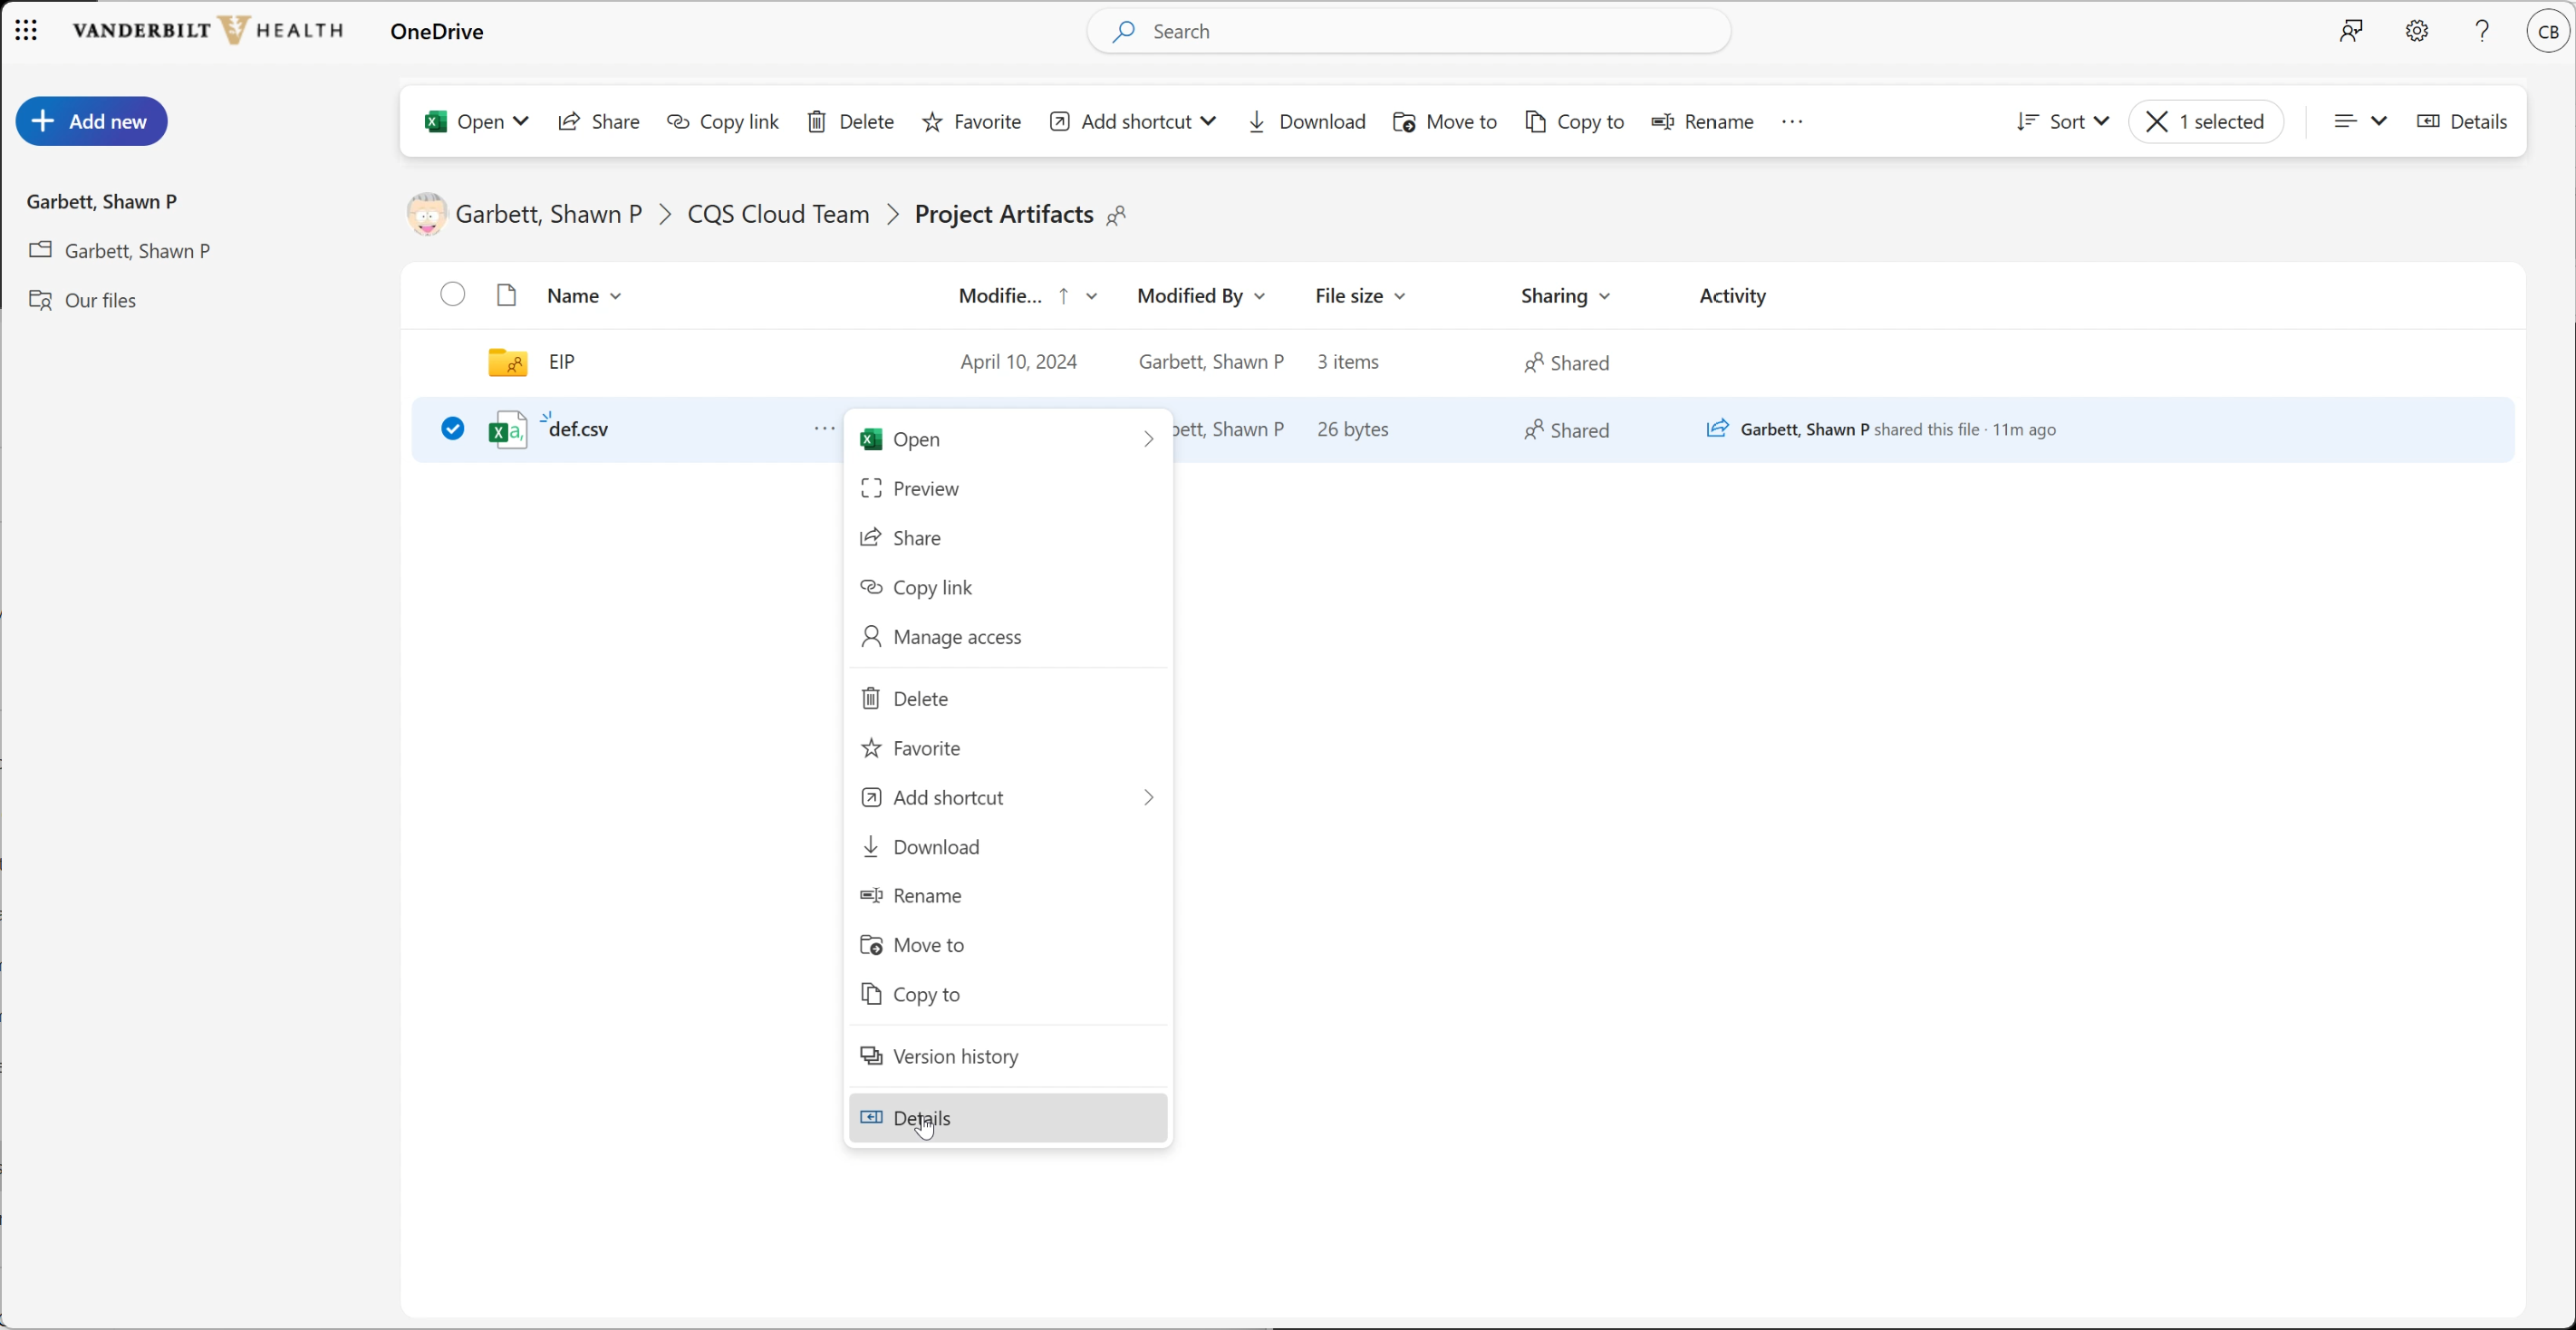 VANDERBILT HEALTH OneDrive Search CB
Add new
Open Share Copy link Delete Favorite Add shortcut Download Move to Copy to Rename ... Sort 1 selected Details
Garbett, Shawn P
Garbett, Shawn P
Our files
Garbett, Shawn P > CQS Cloud Team > Project Artifacts
Name Modifie... ↑ Modified By File size Sharing Activity
EIP April 10, 2024 Garbett, Shawn P 3 items Shared
def.csv ... bett, Shawn P 26 bytes Shared Garbett, Shawn P shared this file · 11m ago
Open
Preview
Share
Copy link
Manage access
Delete
Favorite
Add shortcut
Download
Rename
Move to
Copy to
Version history
Details